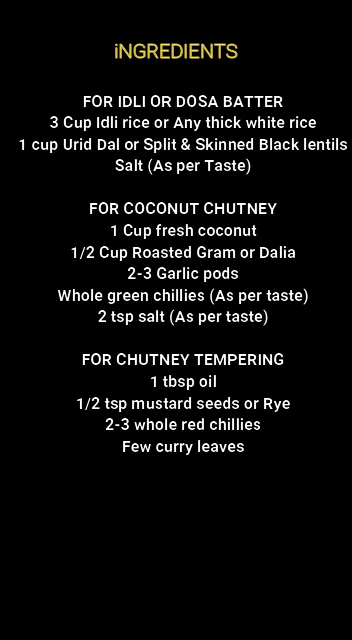 iNGREDIENTS
FOR IDLI OR DOSA BATTER
3 Cup Idli rice or Any thick white rice
1 cup Urid Dal or Split & Skinned Black lentils
Salt (As per Taste)
FOR COCONUT CHUTNEY
1 Cup fresh coconut
1/2 Cup Roasted Gram or Dalia
2-3 Garlic pods
Whole green chillies (As per taste)
2 tsp salt (As per taste)
FOR CHUTNEY TEMPERING
1 tbsp oil
1/2 tsp mustard seeds or Rye
2-3 whole red chillies
Few curry leaves